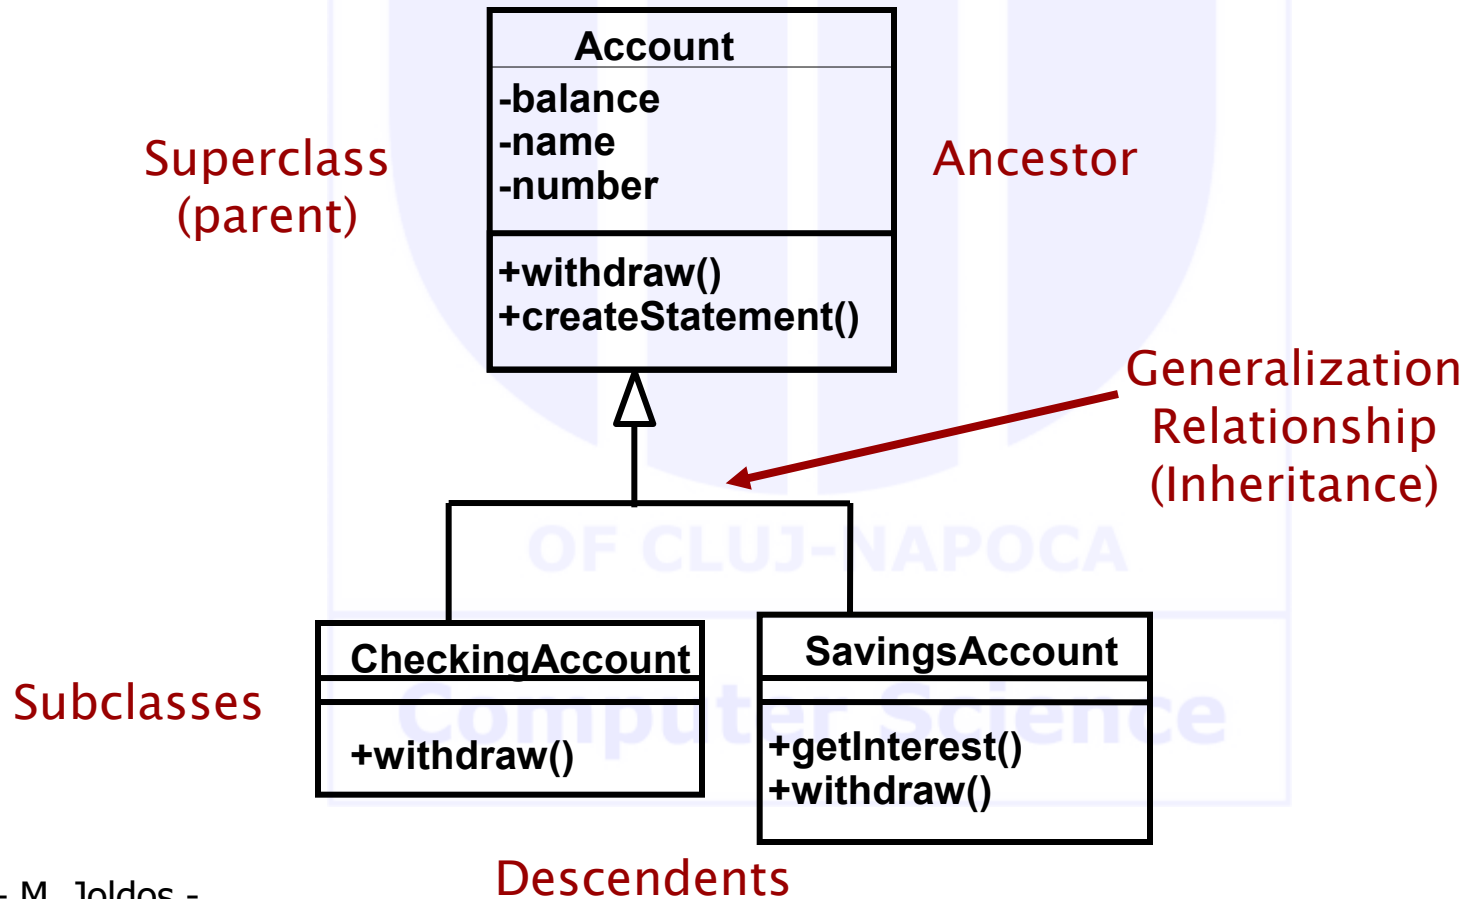 Account
-balance
-name
-number
+withdraw()
+createStatement()
Superclass
(parent)
Ancestor
Generalization
Relationship
(Inheritance)
OF CLUJ-NAPOCA
CheckingAccount
+withdraw()
SavingsAccount
+getInterest()
+withdraw()
Subclasses
Computer Science
Descendents
- M. Joldos -